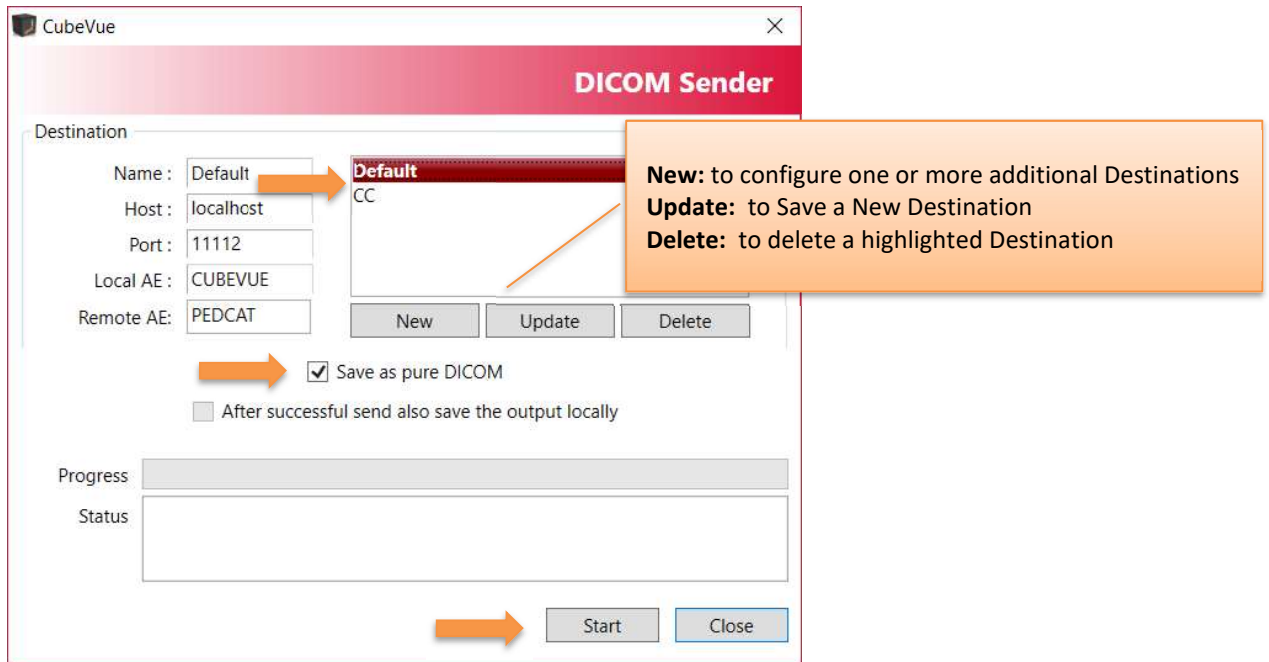 CubeVue
DICOM Sender
Destination
Name : Default
Host : localhost
Port : 11112
Local AE : CUBEVUE
Remote AE: PEDCAT
Default
CC
New Update Delete
New: to configure one or more additional Destinations
Update: to Save a New Destination
Delete: to delete a highlighted Destination
Save as pure DICOM
After successful send also save the output locally
Progress
Status
Start Close